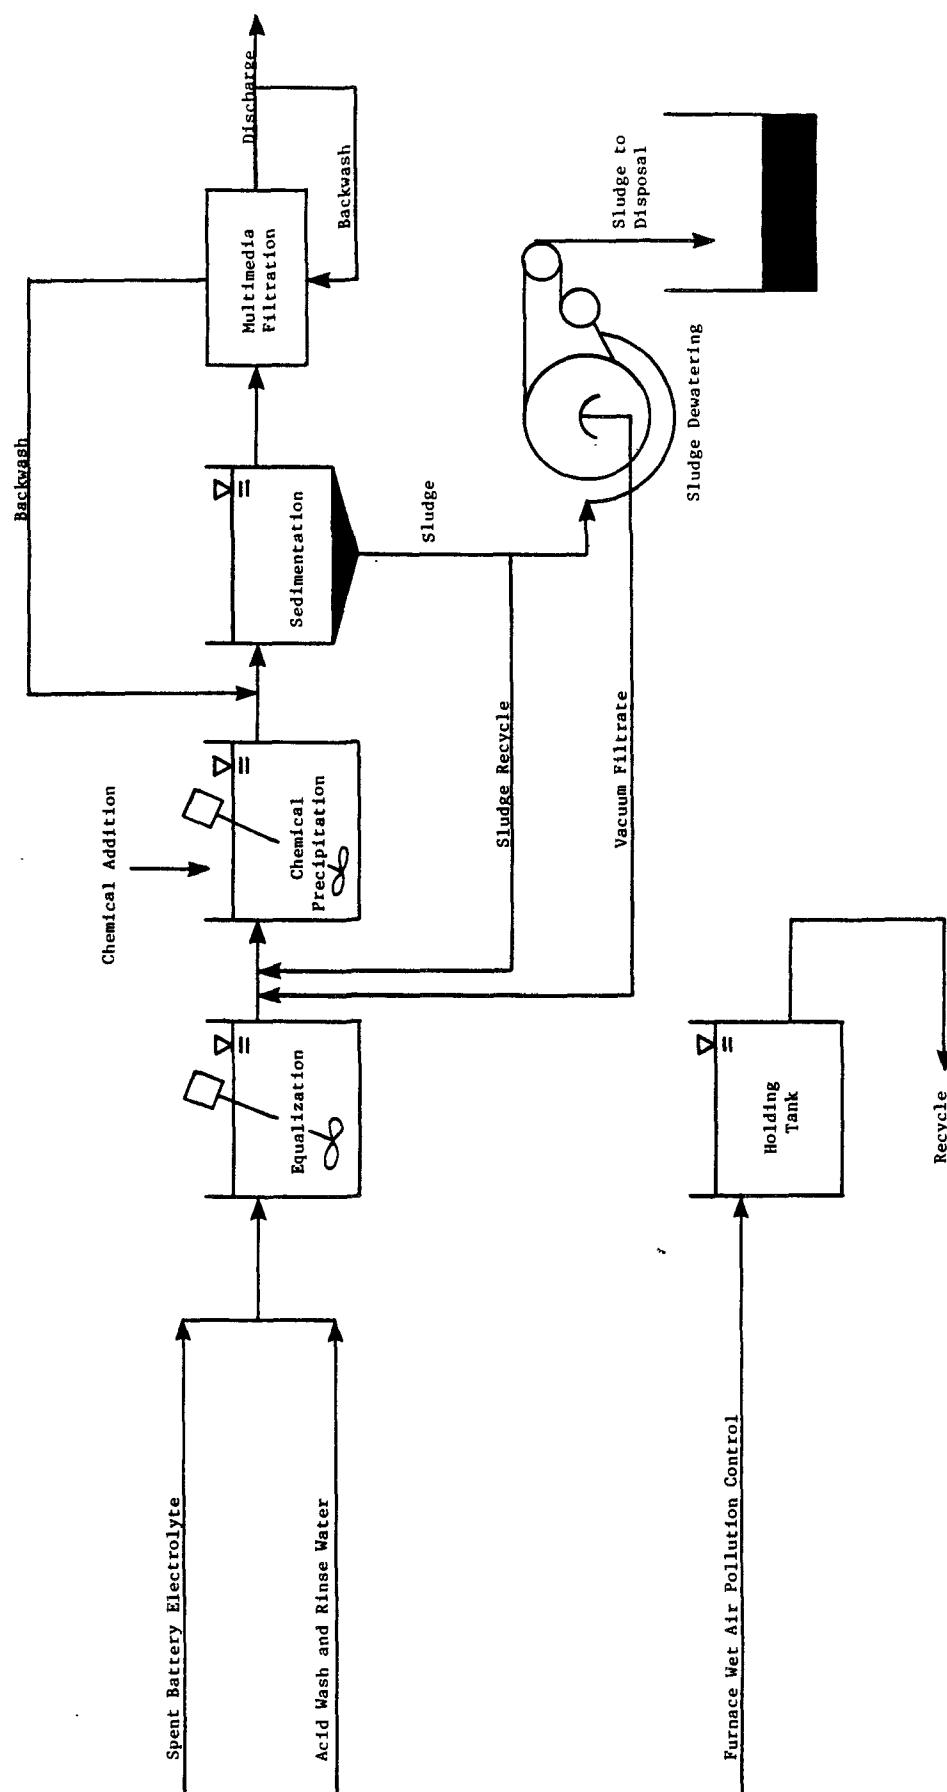 Spent Battery Electrolyte
Acid Wash and Rinse Water
Equalization
Chemical Addition
Chemical
Precipitation
Backwash
Sedimentation
Multimedia
Filtration
Discharge
Backwash
Sludge
Sludge Recycle
Vacuum Filtrate
Sludge Dewatering
Sludge to
Disposal
Furnace Wet Air Pollution Control
Holding
Tank
Recycle